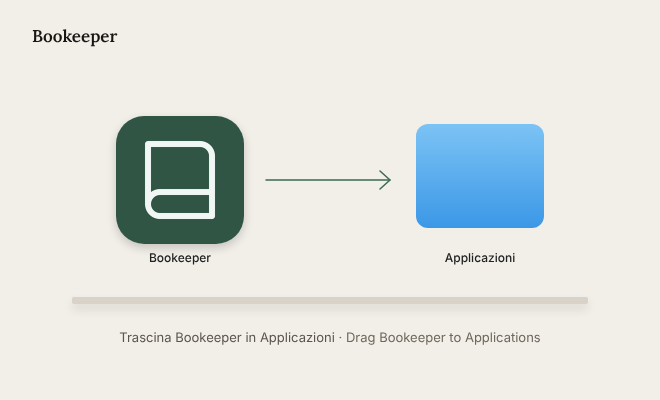 Bookeeper
Bookeeper
Applicazioni
Trascina Bookeeper in Applicazioni · Drag Bookeeper to Applications